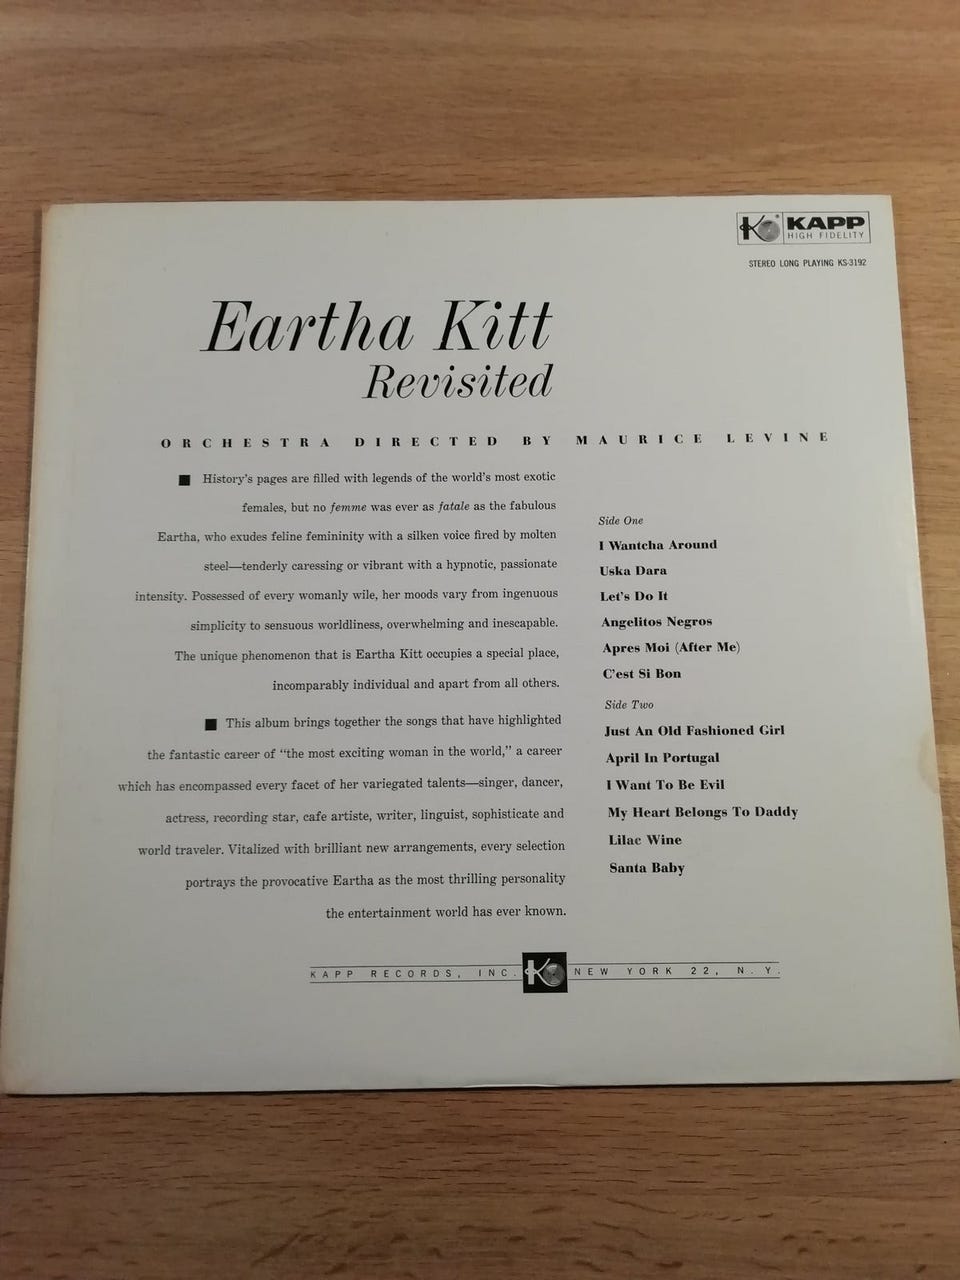 KAPP
HIGH FIDELITY
STEREO LONG PLAYING KS-3192
Eartha Kitt
Revisited
ORCHESTRA DIRECTED BY MAURICE LEVINE
■ History's pages are filled with legends of the world's most exotic
females, but no femme was ever as fatale as the fabulous
Eartha, who exudes feline femininity with a silken voice fired by molten
steel—tenderly caressing or vibrant with a hypnotic, passionate
intensity. Possessed of every womanly wile, her moods vary from ingenuous
simplicity to sensuous worldliness, overwhelming and inescapable.
The unique phenomenon that is Eartha Kitt occupies a special place,
incomparably individual and apart from all others.
■ This album brings together the songs that have highlighted
the fantastic career of “the most exciting woman in the world,” a career
which has encompassed every facet of her variegated talents—singer, dancer,
actress, recording star, cafe artiste, writer, linguist, sophisticate and
world traveler. Vitalized with brilliant new arrangements, every selection
portrays the provocative Eartha as the most thrilling personality
the entertainment world has ever known.
Side One
I Wantcha Around
Uska Dara
Let's Do It
Angelitos Negros
Apres Moi (After Me)
C'est Si Bon
Side Two
Just An Old Fashioned Girl
April In Portugal
I Want To Be Evil
My Heart Belongs To Daddy
Lilac Wine
Santa Baby
KAPP RECORDS, INC. K NEW YORK 22, N.Y.